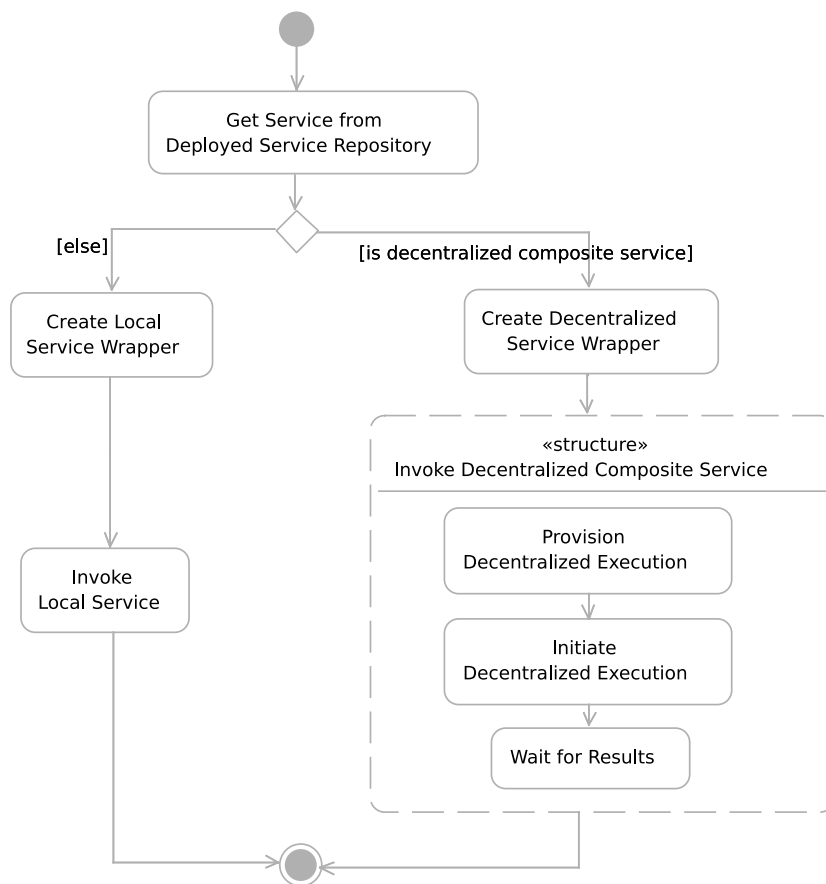 Get Service from
Deployed Service Repository
[else]
[is decentralized composite service]
Create Local
Service Wrapper
Create Decentralized
Service Wrapper
«structure»
Invoke Decentralized Composite Service
Provision
Decentralized Execution
Invoke
Local Service
Initiate
Decentralized Execution
Wait for Results